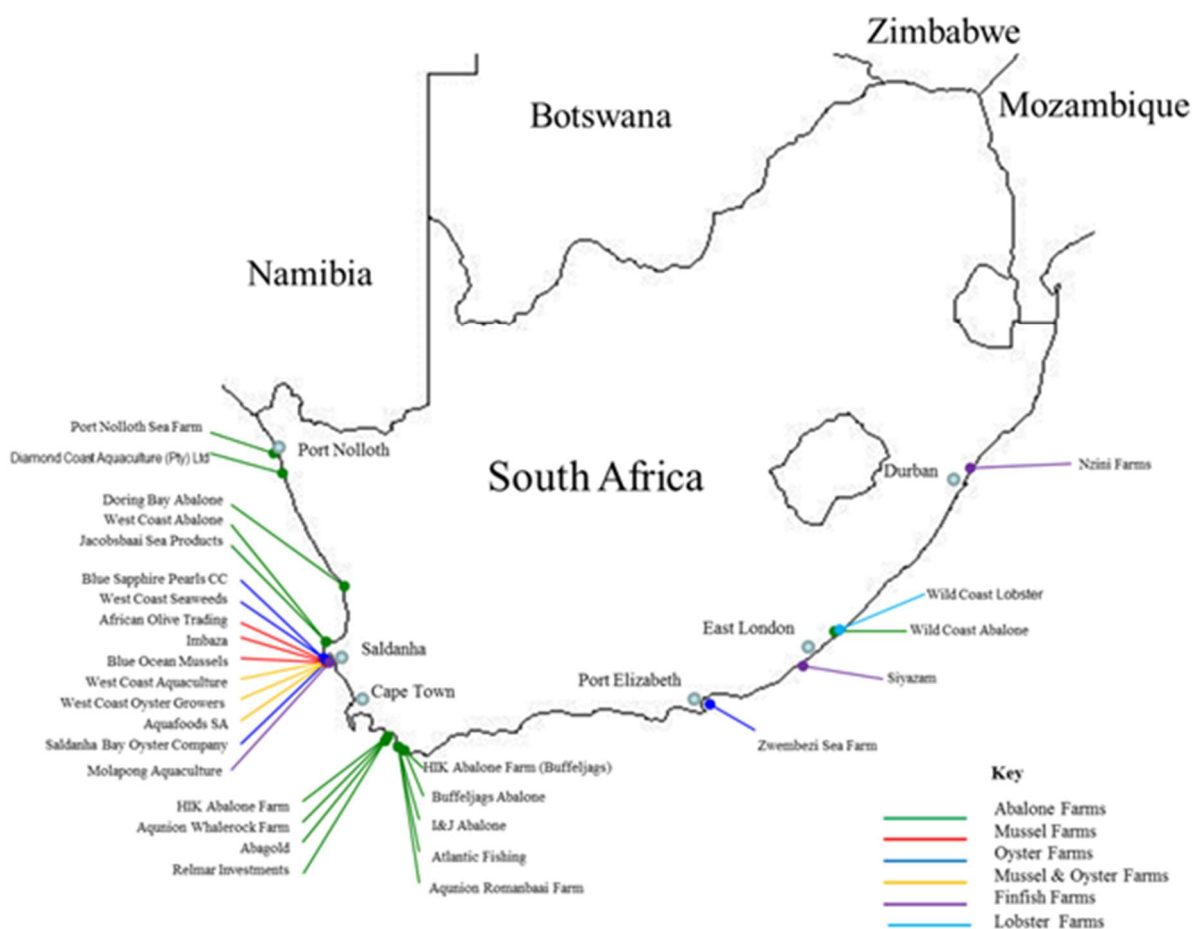 Zimbabwe
Botswana
Mozambique
Namibia
Port Nolloth Sea Farm
Port Nolloth
Diamond Coast Aquaculture (Pty) Ltd
South Africa
Durban
Nzini Farms
Doring Bay Abalone
West Coast Abalone
Jacobsbaai Sea Products
Blue Sapphire Pearls CC
West Coast Seaweeds
African Olive Trading
Imbaza
Blue Ocean Mussels
West Coast Aquaculture
West Coast Oyster Growers
Aquafoods SA
Saldanha Bay Oyster Company
Molapong Aquaculture
Saldanha
Cape Town
Wild Coast Lobster
East London
Wild Coast Abalone
Port Elizabeth
Siyazam
Zwembezi Sea Farm
HIK Abalone Farm (Buffeljags)
Buffeljags Abalone
I&J Abalone
Atlantic Fishing
Aqunion Romanbaai Farm
HIK Abalone Farm
Aqunion Whalerock Farm
Abagold
Relmar Investments
Key
Abalone Farms
Mussel Farms
Oyster Farms
Mussel & Oyster Farms
Finfish Farms
Lobster Farms